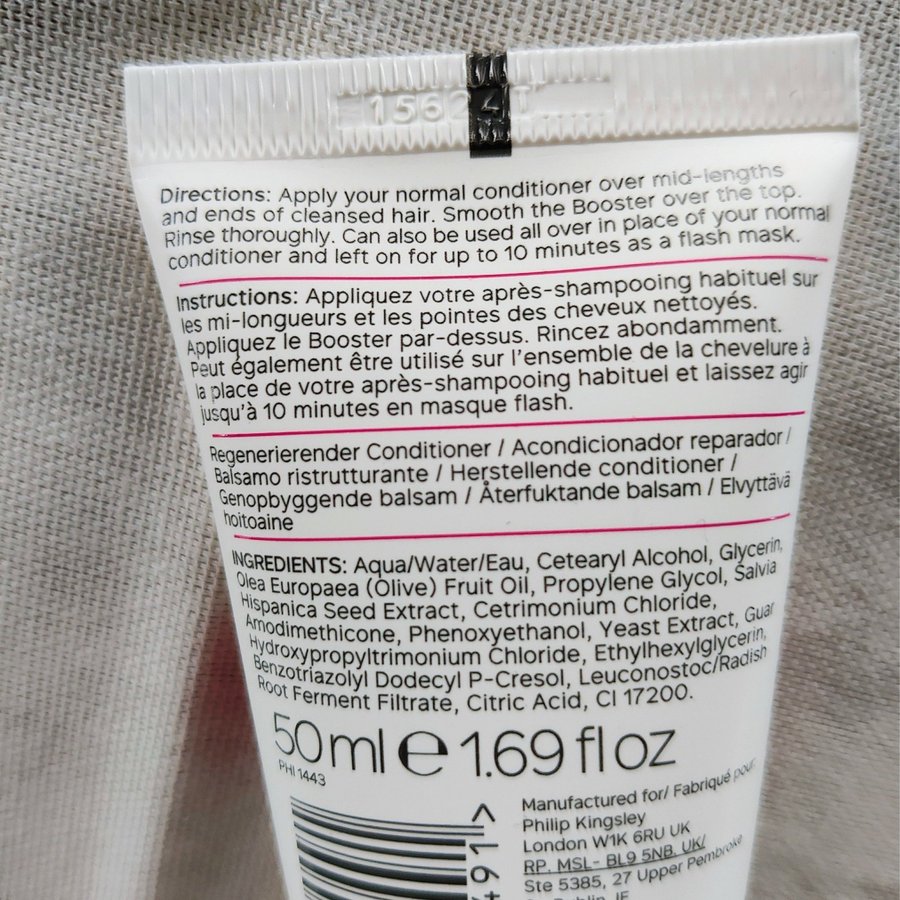 15624
Directions: Apply your normal conditioner over mid-lengths
and ends of cleansed hair. Smooth the Booster over the top.
Rinse thoroughly. Can also be used all over in place of your normal
conditioner and left on for up to 10 minutes as a flash mask.
Instructions: Appliquez votre après-shampooing habituel sur
les mi-longueurs et les pointes des cheveux nettoyés.
Appliquez le Booster par-dessus. Rincez abondamment.
Peut également être utilisé sur l'ensemble de la chevelure à
la place de votre après-shampooing habituel et laissez agir
jusqu'à 10 minutes en masque flash.
Regenerierender Conditioner / Acondicionador reparador /
Balsamo ristrutturante / Herstellende conditioner /
Genopbyggende balsam / Återfuktande balsam / Elvyttävä
hoitoaine
INGREDIENTS: Aqua/Water/Eau, Cetearyl Alcohol, Glycerin,
Olea Europaea (Olive) Fruit Oil, Propylene Glycol, Salvia
Hispanica Seed Extract, Cetrimonium Chloride,
Amodimethicone, Phenoxyethanol, Yeast Extract, Guar
Hydroxypropyltrimonium Chloride, Ethylhexylglycerin,
Benzotriazolyl Dodecyl P-Cresol, Leuconostoc/Radish
Root Ferment Filtrate, Citric Acid, CI 17200.
50ml e 1.69 fl oz
PHI 1443
Manufactured for/ Fabriqué pour:
Philip Kingsley
London W1K 6RU UK
RP. MSL- BL9 5NB. UK/
Ste 5385, 27 Upper Pembroke
Dublin, IE
491>